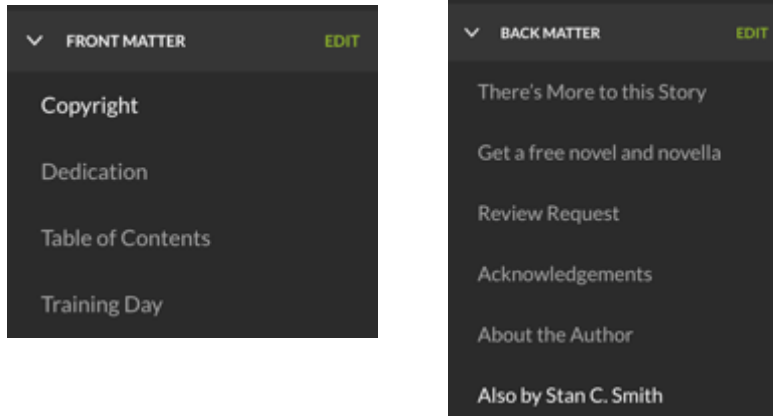 FRONT MATTER EDIT
Copyright
Dedication
Table of Contents
Training Day
BACK MATTER EDIT
There's More to this Story
Get a free novel and novella
Review Request
Acknowledgements
About the Author
Also by Stan C. Smith